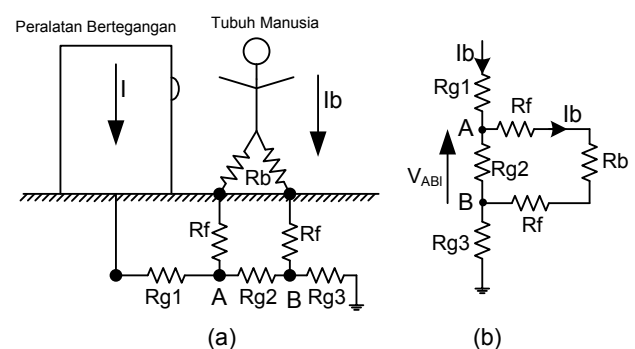 Peralatan Bertegangan
Tubuh Manusia
I
Ib
Rb
Rf
Rf
Rg1
A
Rg2
B
Rg3
(a)
Ib
Rg1
A
Rf
Ib
Rb
V_ABI
Rg2
B
Rf
Rg3
(b)